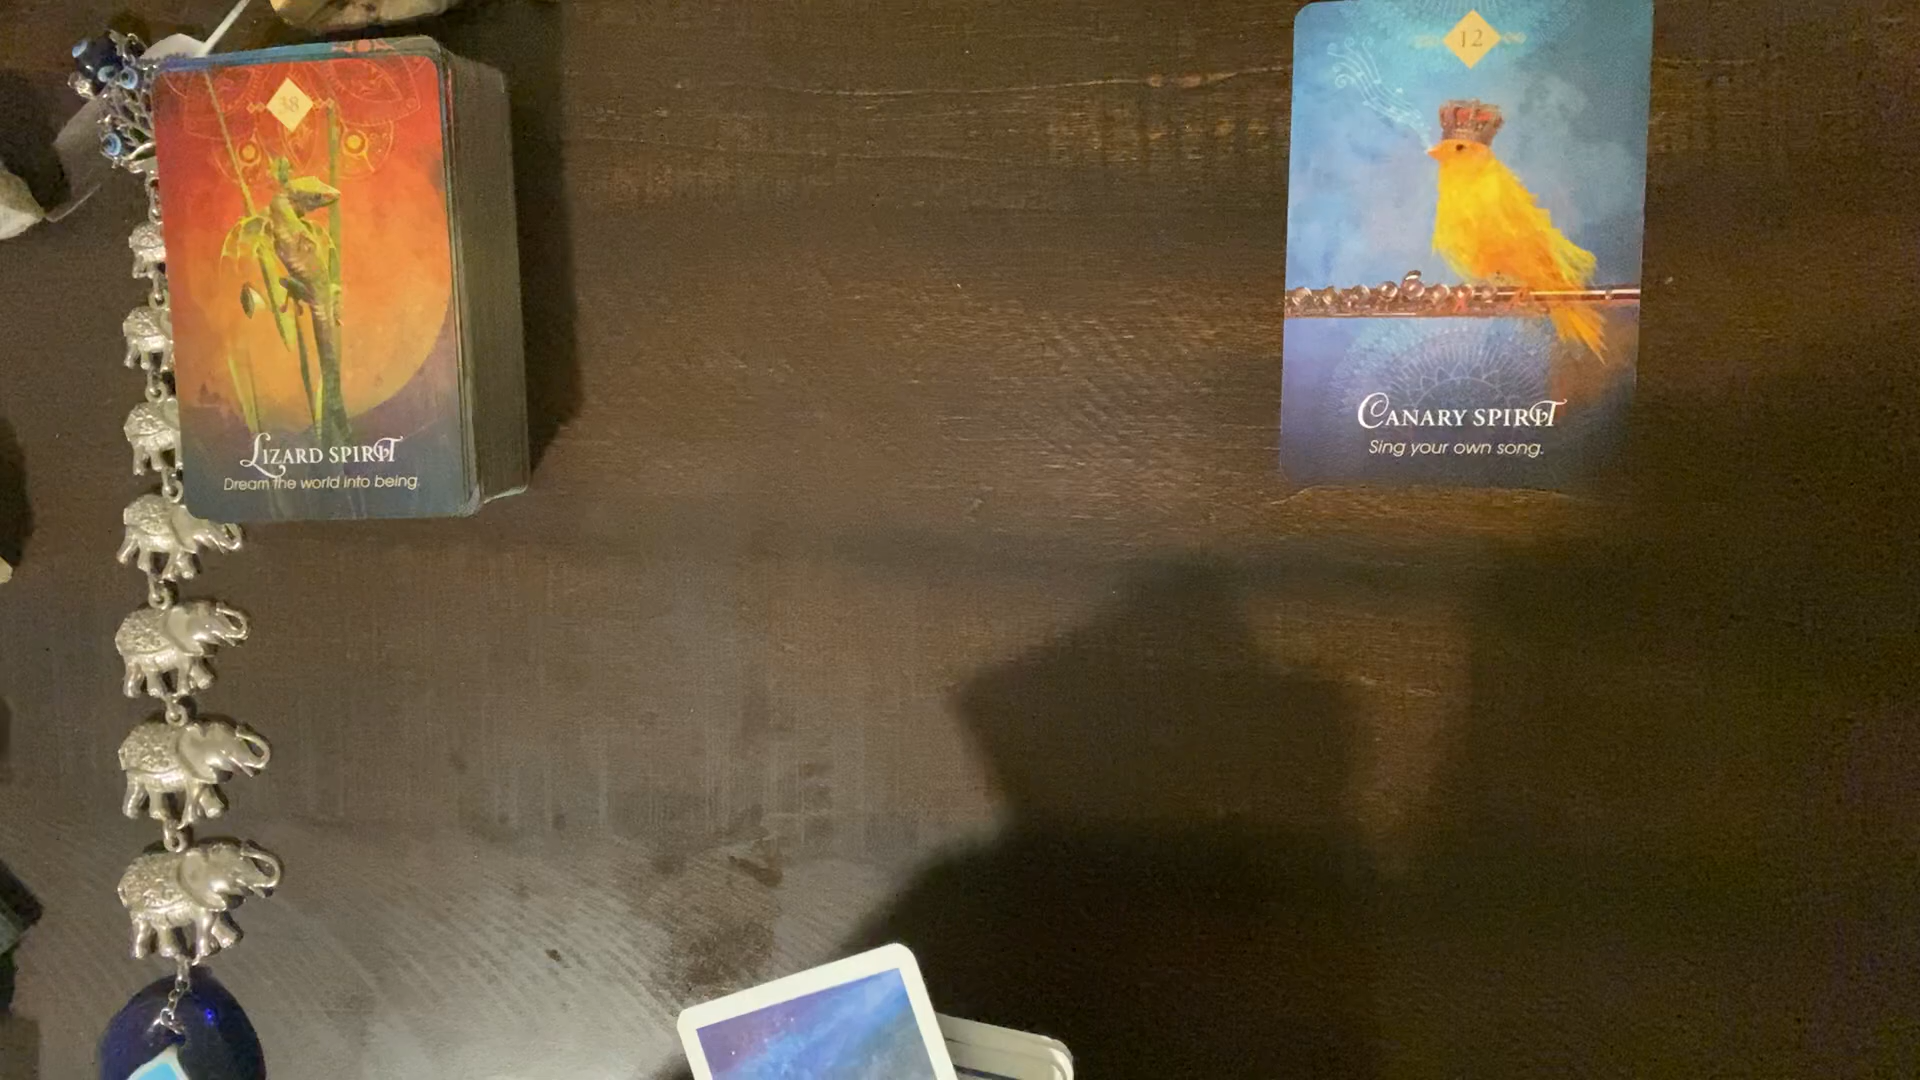 38
LIZARD SPIRIT
Dream the world into being.
12
CANARY SPIRIT
Sing your own song.